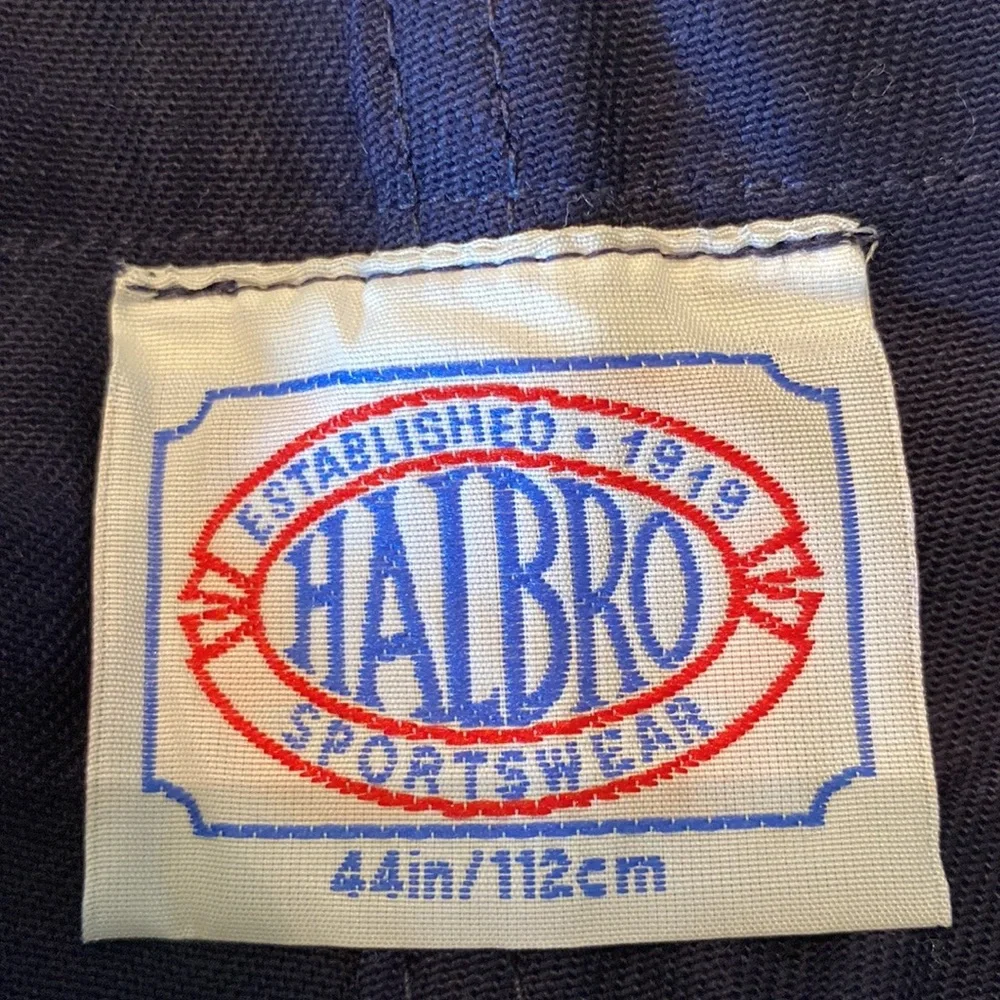 ESTABLISHED • 1919
HALBRO
SPORTSWEAR
44in/112cm